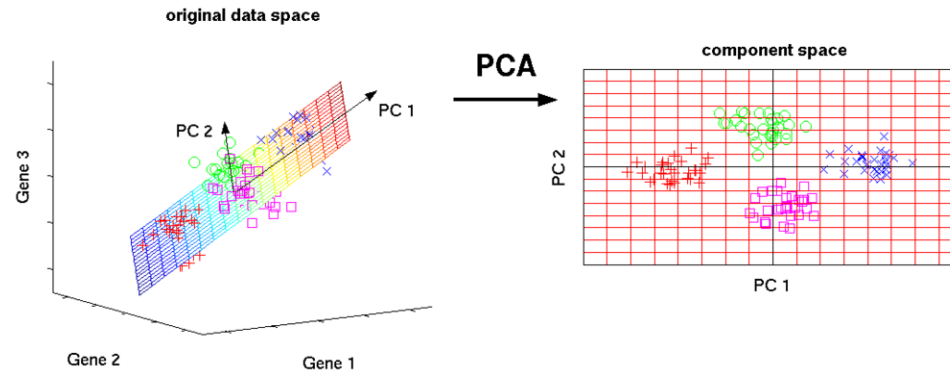 original data space
component space
PCA
PC 1
PC 2
Gene 3
Gene 2
Gene 1
PC 2
PC 1